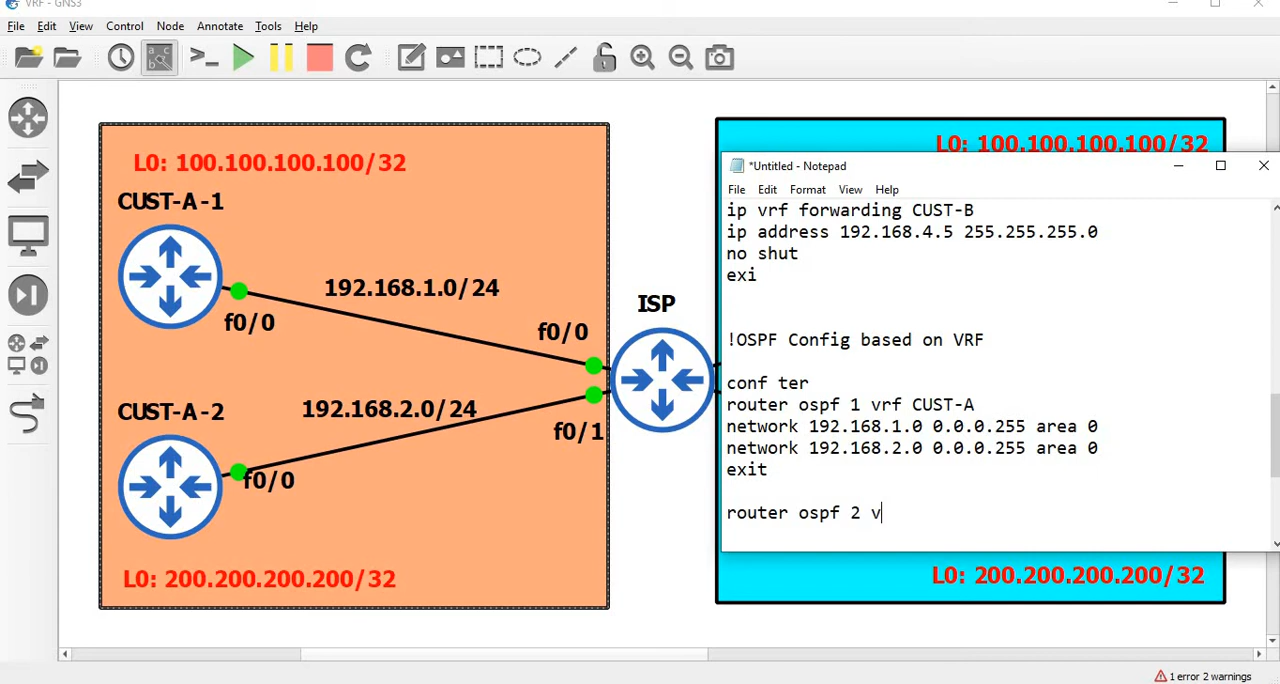 VRF - GNS3
File Edit View Control Node Annotate Tools Help
L0: 100.100.100.100/32
CUST-A-1
192.168.1.0/24
f0/0
f0/0
ISP
CUST-A-2
192.168.2.0/24
f0/1
f0/0
L0: 200.200.200.200/32
L0: 100.100.100.100/32
*Untitled - Notepad
File Edit Format View Help
ip vrf forwarding CUST-B
ip address 192.168.4.5 255.255.255.0
no shut
exi
!OSPF Config based on VRF
conf ter
router ospf 1 vrf CUST-A
network 192.168.1.0 0.0.0.255 area 0
network 192.168.2.0 0.0.0.255 area 0
exit
router ospf 2 v
L0: 200.200.200.200/32
1 error 2 warnings